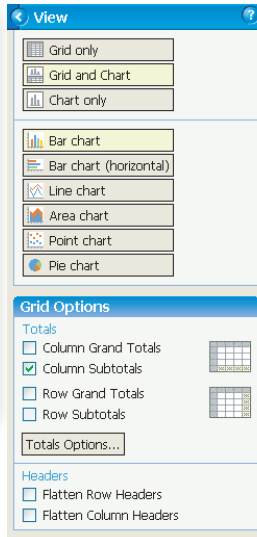 View
?
Grid only
Grid and Chart
Chart only
Bar chart
Bar chart (horizontal)
Line chart
Area chart
Point chart
Pie chart
Grid Options
Totals
Column Grand Totals
Column Subtotals
Row Grand Totals
Row Subtotals
Totals Options...
Headers
Flatten Row Headers
Flatten Column Headers